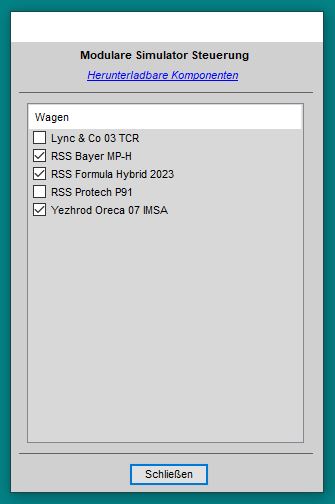 Modulare Simulator Steuerung
Herunterladbare Komponenten
Wagen
Lync & Co 03 TCR
RSS Bayer MP-H
RSS Formula Hybrid 2023
RSS Protech P91
Yezhrod Oreca 07 IMSA
Schließen